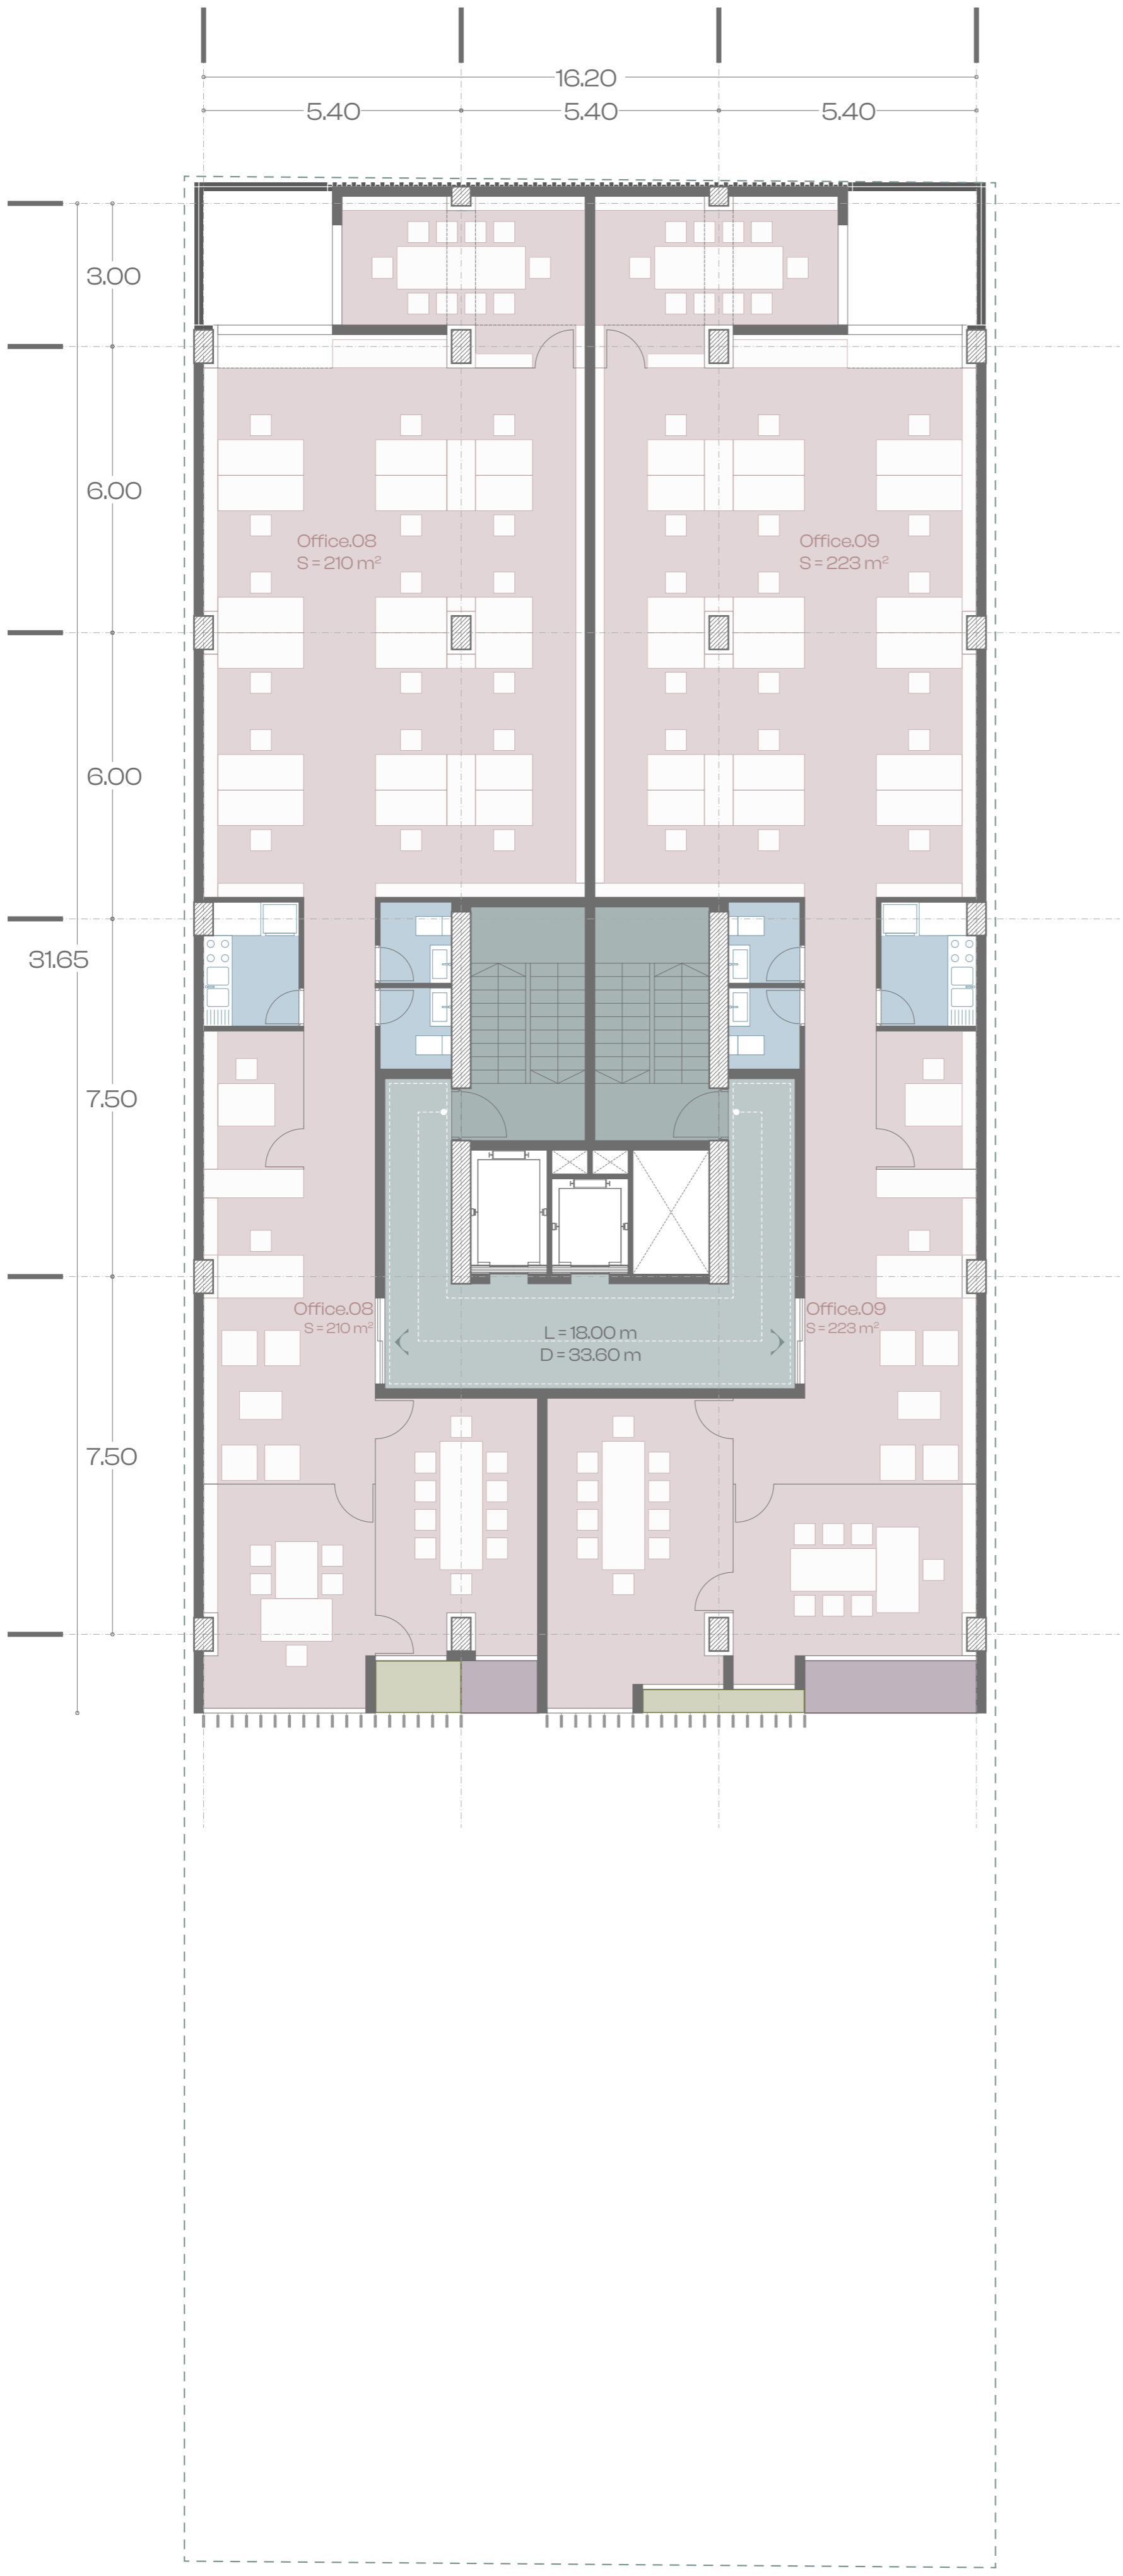 16.20
5.40 5.40 5.40
3.00
6.00
Office.08
S = 210 m²
Office.09
S = 223 m²
6.00
31.65
7.50
Office.08
S = 210 m²
Office.09
S = 223 m²
L = 18.00 m
D = 33.60 m
7.50